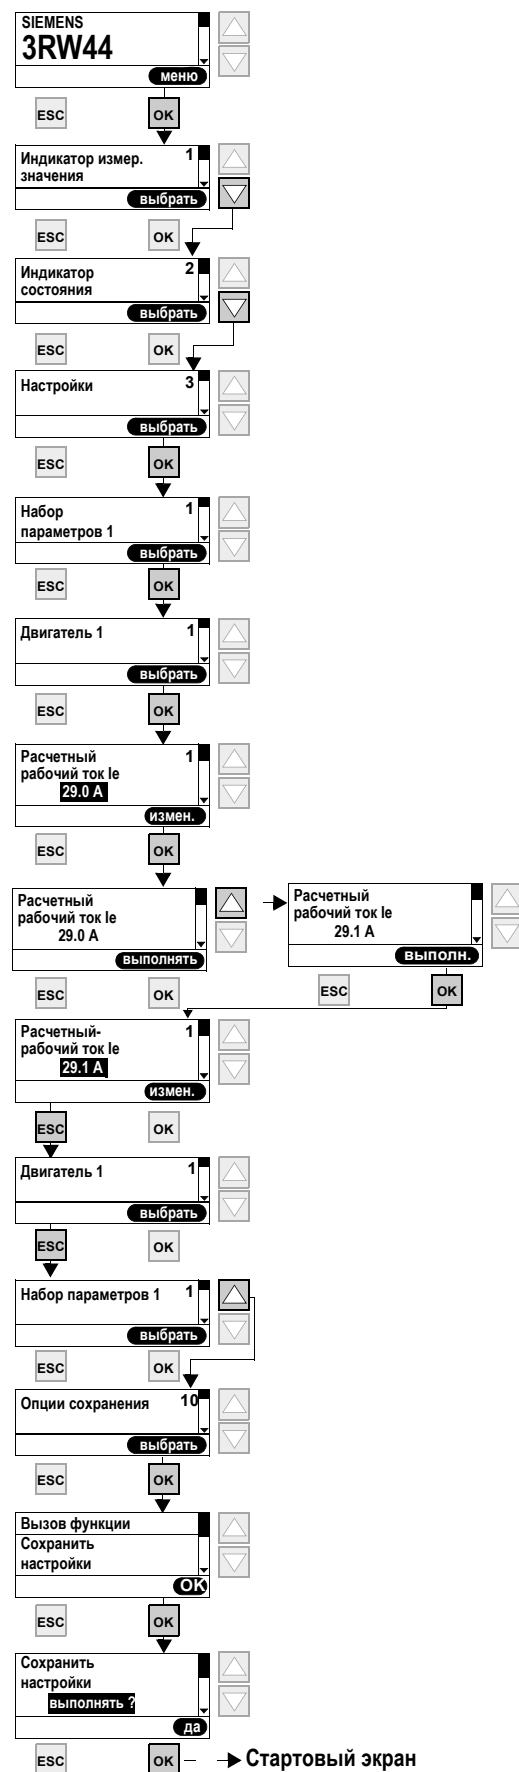 SIEMENS
3RW44
меню
ESC OK
Индикатор измер. 1
значения
выбрать
ESC OK
Индикатор 2
состояния
выбрать
ESC OK
Настройки 3
выбрать
ESC OK
Набор 1
параметров 1
выбрать
ESC OK
Двигатель 1 1
выбрать
ESC OK
Расчетный 1
рабочий ток Ie
29.0 A
измен.
ESC OK
Расчетный
рабочий ток Ie
29.0 A
выполнять
ESC OK
Расчетный
рабочий ток Ie
29.1 A
выполн.
ESC OK
Расчетный- 1
рабочий ток Ie
29.1 A
измен.
ESC OK
Двигатель 1 1
выбрать
ESC OK
Набор параметров 1 1
выбрать
ESC OK
Опции сохранения 10
выбрать
ESC OK
Вызов функции
Сохранить
настройки
OK
ESC OK
Сохранить
настройки
выполнять ?
да
ESC OK Стартовый экран